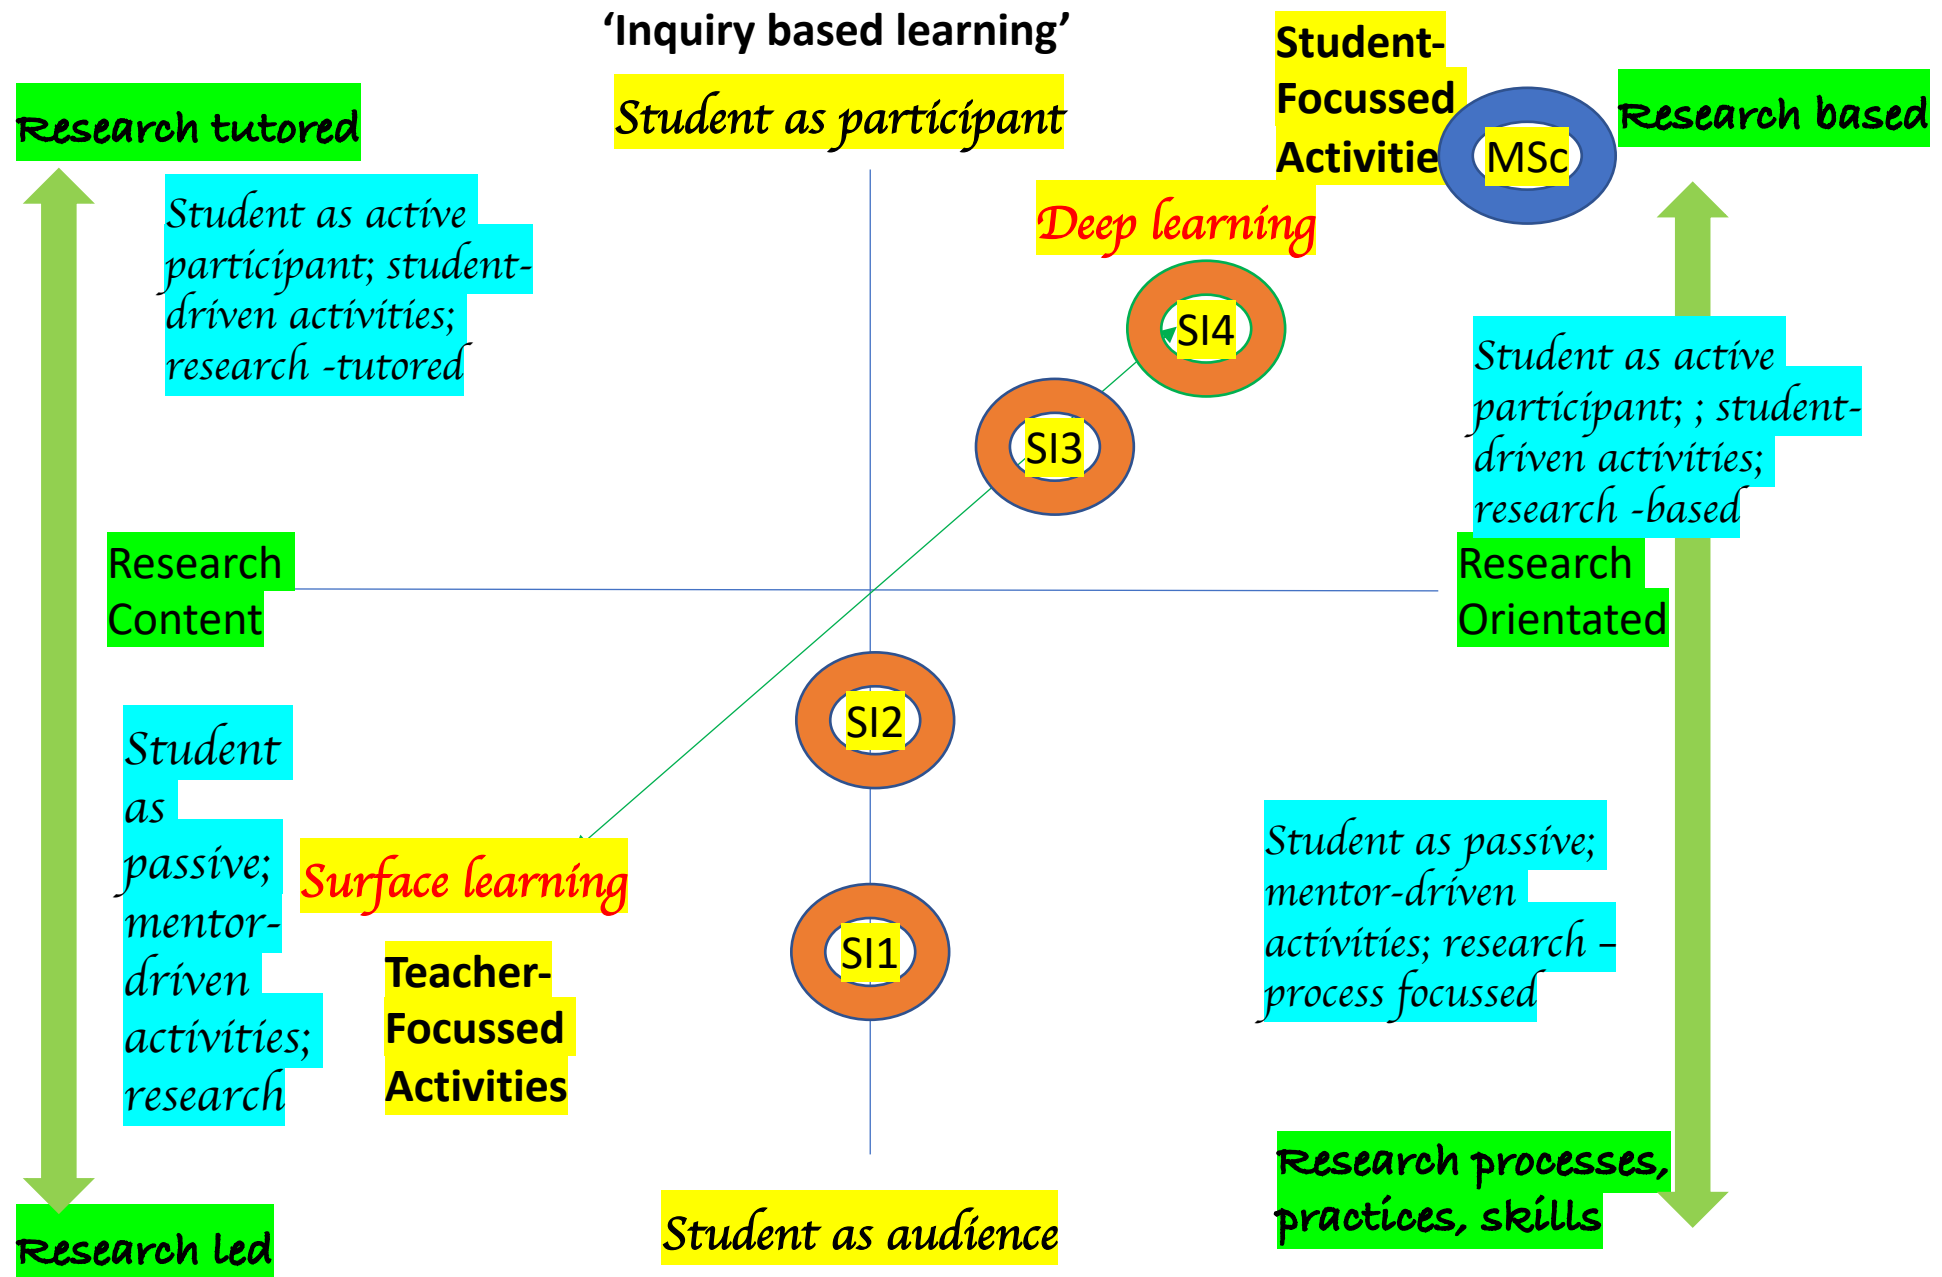 ‘Inquiry based learning’
Student as participant
Student-
Focussed
Activitie
MSc
Research based
Research tutored
Student as active
participant; student-
driven activities;
research -tutored
Deep learning
SI4
SI3
Student as active
participant; ; student-
driven activities;
research -based
Research
Content
Research
Orientated
SI2
Student
as
passive;
mentor-
driven
activities;
research
Surface learning
Teacher-
Focussed
Activities
SI1
Student as passive;
mentor-driven
activities; research –
process focussed
Research processes,
practices, skills
Student as audience
Research led